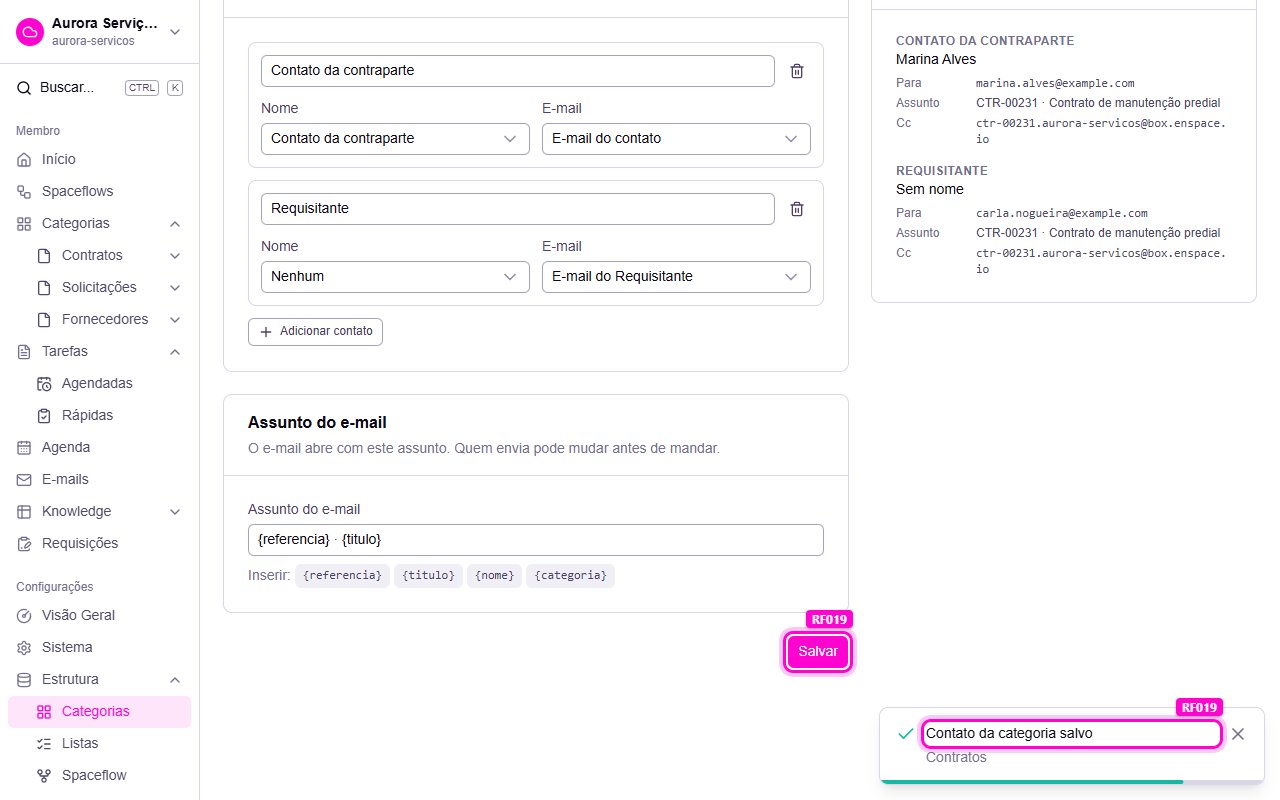 Aurora Serviç...
aurora-servicos
Buscar... CTRL K
Membro
Início
Spaceflows
Categorias
Contratos
Solicitações
Fornecedores
Tarefas
Agendadas
Rápidas
Agenda
E-mails
Knowledge
Requisições
Configurações
Visão Geral
Sistema
Estrutura
Categorias
Listas
Spaceflow
Contato da contraparte
Nome E-mail
Contato da contraparte E-mail do contato
Requisitante
Nome E-mail
Nenhum E-mail do Requisitante
Adicionar contato
Assunto do e-mail
O e-mail abre com este assunto. Quem envia pode mudar antes de mandar.
Assunto do e-mail
{referencia} · {titulo}
Inserir: {referencia} {titulo} {nome} {categoria}
RF019
Salvar
CONTATO DA CONTRAPARTE
Marina Alves
Para marina.alves@example.com
Assunto CTR-00231 · Contrato de manutenção predial
Cc ctr-00231.aurora-servicos@box.enspace.
io
REQUISITANTE
Sem nome
Para carla.nogueira@example.com
Assunto CTR-00231 · Contrato de manutenção predial
Cc ctr-00231.aurora-servicos@box.enspace.
io
RF019
Contato da categoria salvo
Contratos